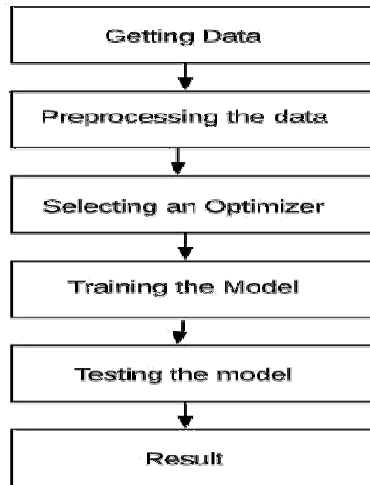 Getting Data
Preprocessing the data
Selecting an Optimizer
Training the Model
Testing the model
Result